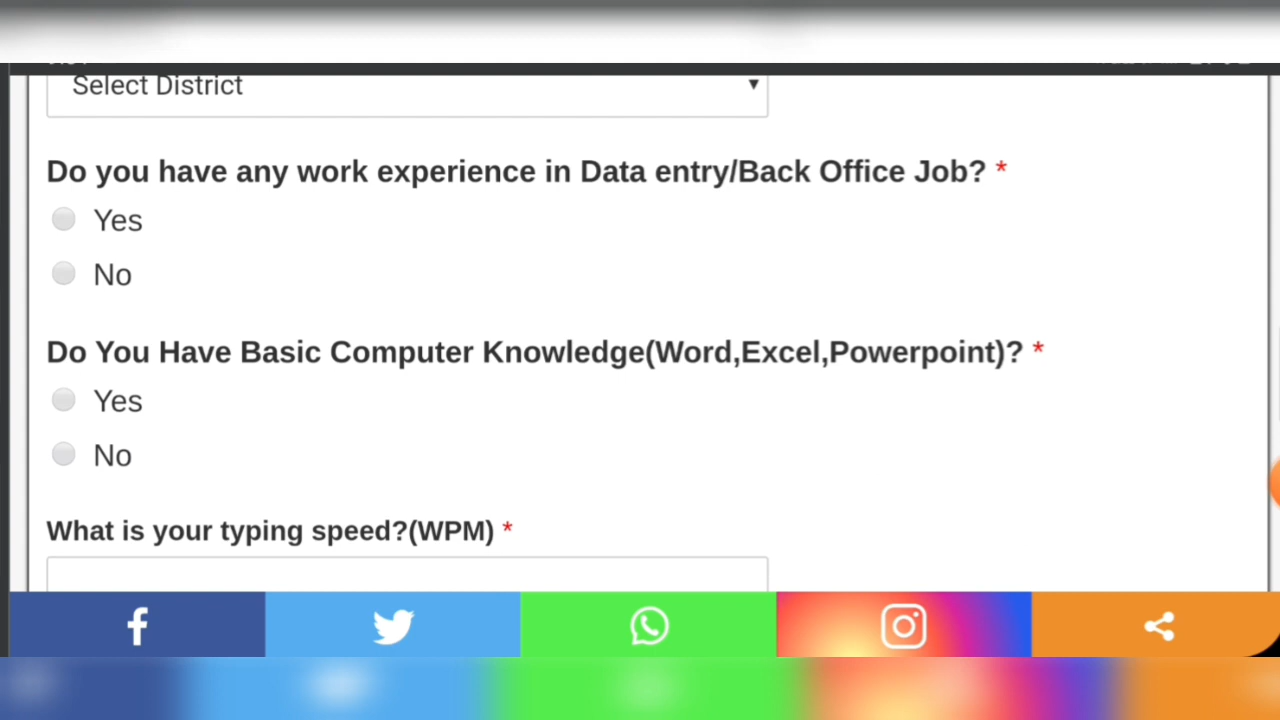 Select District
Do you have any work experience in Data entry/Back Office Job? *
Yes
No
Do You Have Basic Computer Knowledge(Word,Excel,Powerpoint)? *
Yes
No
What is your typing speed?(WPM) *